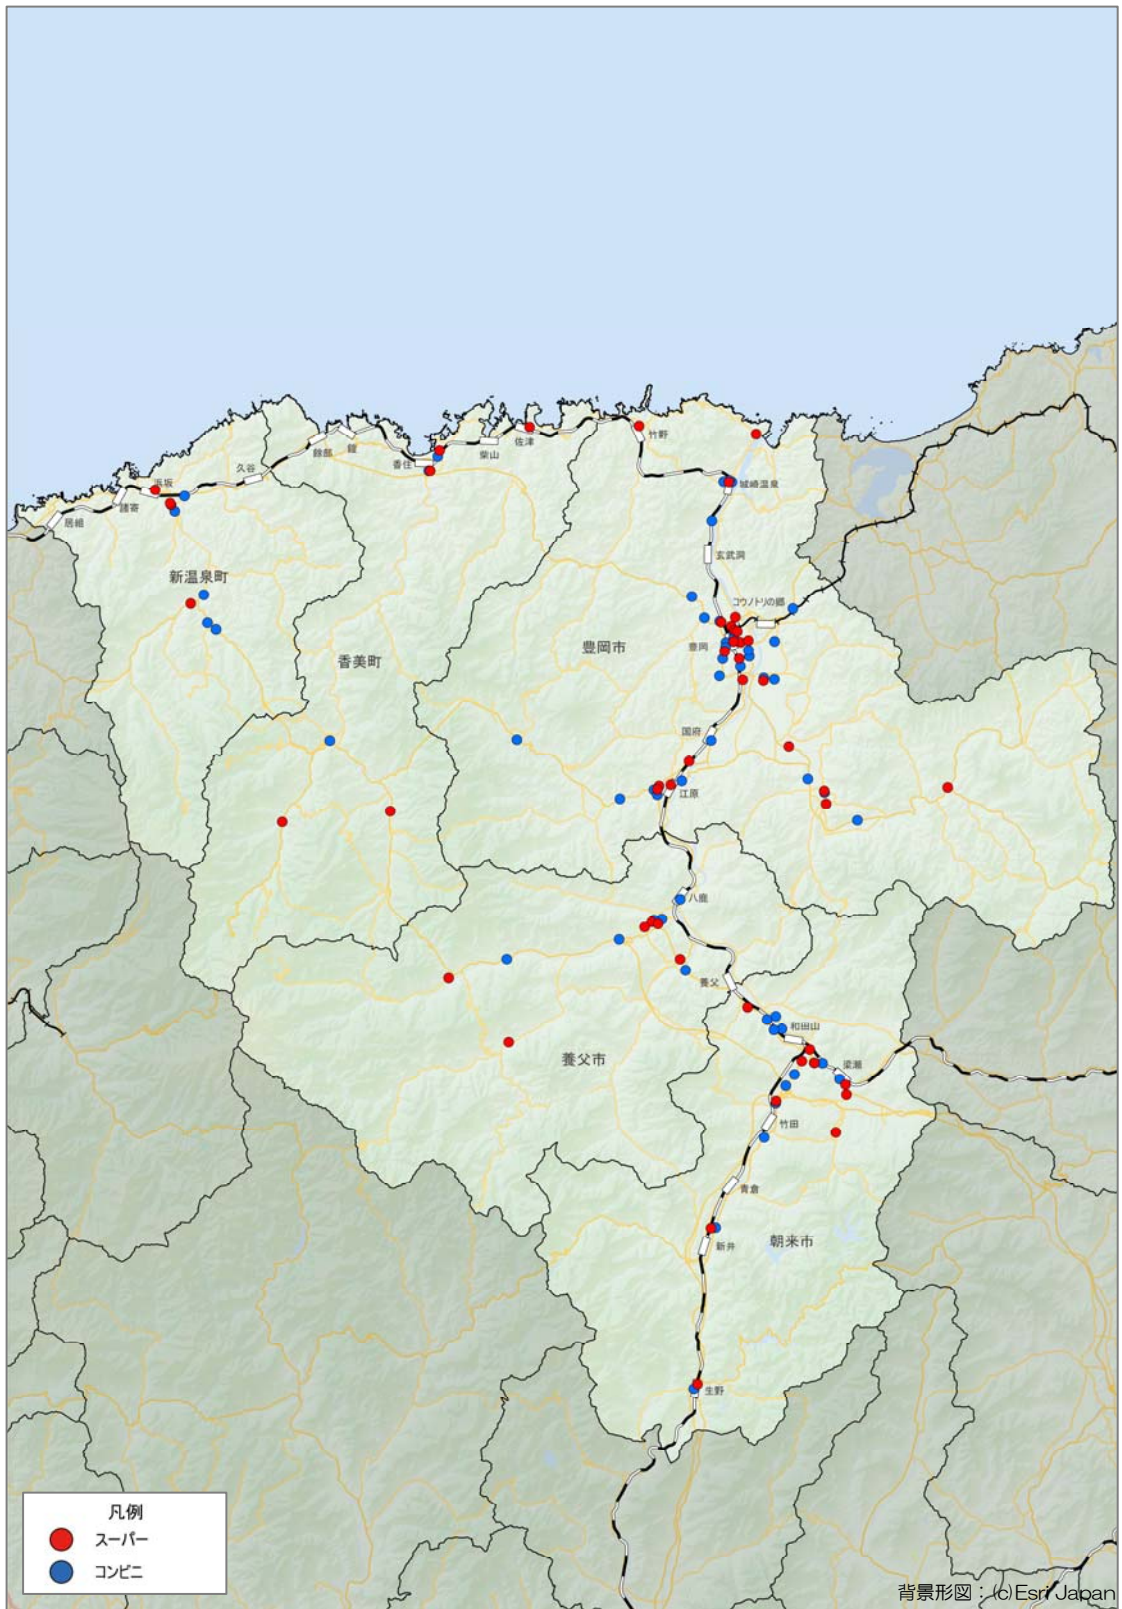 佐津
竹野
柴山
餘部
鎧
香住
久谷
浜坂
諸寄
居組
城崎温泉
玄武洞
新温泉町
コウノトリの郷
豊岡市
豊岡
香美町
国府
江原
八鹿
養父
和田山
養父市
梁瀬
竹田
青倉
朝来市
新井
生野
凡例
スーパー
コンビニ
背景形図：(c)Esri Japan